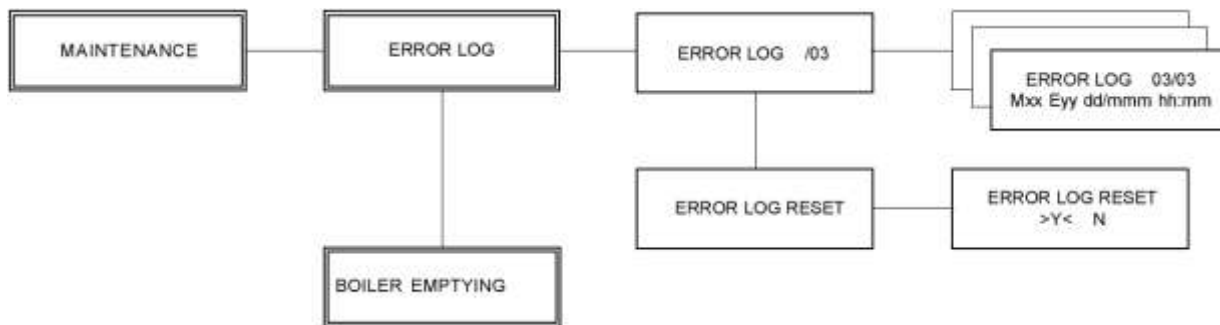 MAINTENANCE
ERROR LOG
ERROR LOG /03
ERROR LOG 03/03
Mxx Eyy dd/mmm hh:mm
ERROR LOG RESET
ERROR LOG RESET
>Y< N
BOILER EMPTYING